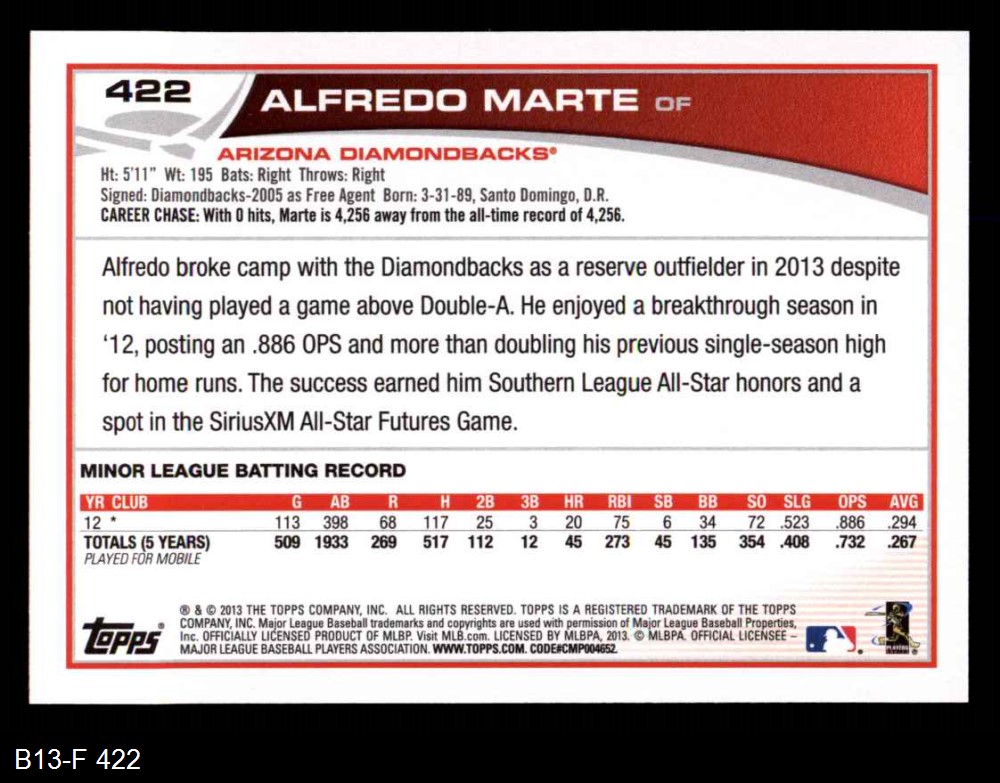 422
ALFREDO MARTE OF
ARIZONA DIAMONDBACKS®
Ht: 5'11" Wt: 195 Bats: Right Throws: Right
Signed: Diamondbacks-2005 as Free Agent Born: 3-31-89, Santo Domingo, D.R.
CAREER CHASE: With 0 hits, Marte is 4,256 away from the all-time record of 4,256.
Alfredo broke camp with the Diamondbacks as a reserve outfielder in 2013 despite
not having played a game above Double-A. He enjoyed a breakthrough season in
‘12, posting an .886 OPS and more than doubling his previous single-season high
for home runs. The success earned him Southern League All-Star honors and a
spot in the SiriusXM All-Star Futures Game.
MINOR LEAGUE BATTING RECORD
YR CLUB G AB R H 2B 3B HR RBI SB BB SO SLG OPS AVG
12 * 113 398 68 117 25 3 20 75 6 34 72 .523 .886 .294
TOTALS (5 YEARS) 509 1933 269 517 112 12 45 273 45 135 354 .408 .732 .267
PLAYED FOR MOBILE
® & © 2013 THE TOPPS COMPANY, INC. ALL RIGHTS RESERVED. TOPPS IS A REGISTERED TRADEMARK OF THE TOPPS
COMPANY, INC. Major League Baseball trademarks and copyrights are used with permission of Major League Baseball Properties,
Inc. OFFICIALLY LICENSED PRODUCT OF MLBP. Visit MLB.com. LICENSED BY MLBPA, 2013. © MLBPA. OFFICIAL LICENSEE –
MAJOR LEAGUE BASEBALL PLAYERS ASSOCIATION. WWW.TOPPS.COM. CODE#CMP004652.
topps®
PLAYERS
B13-F 422